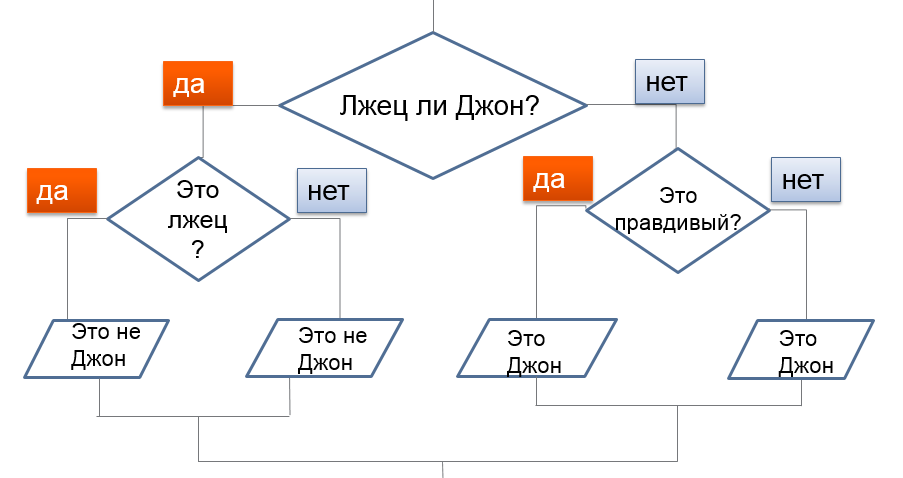 Лжец ли Джон?
да
нет
Это
лжец
?
да
нет
Это
правдивый?
да
нет
Это не
Джон
Это не
Джон
Это
Джон
Это
Джон